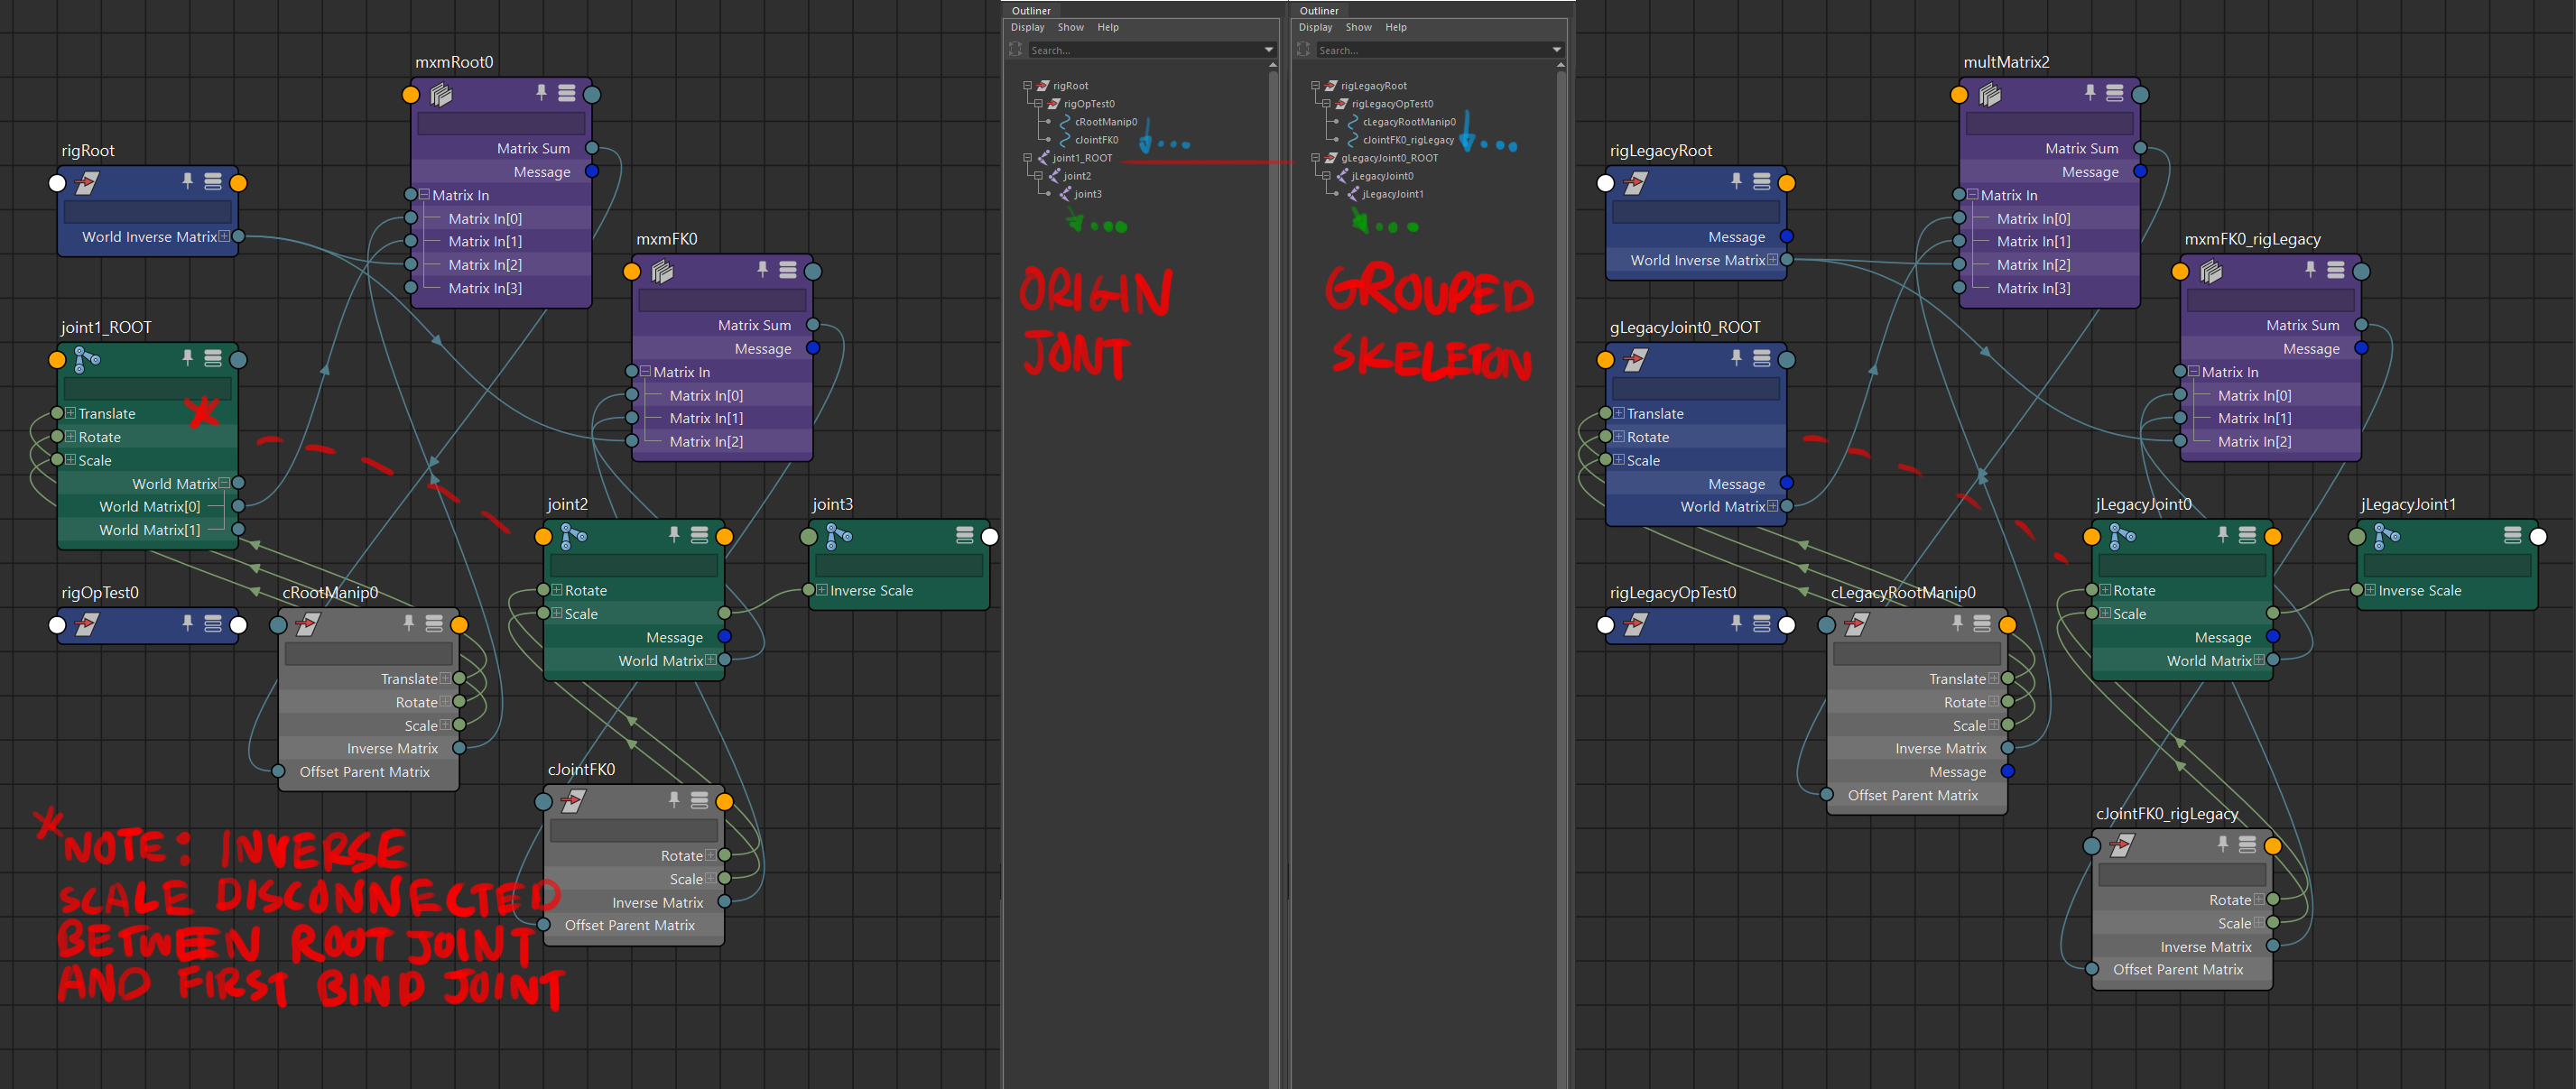 mxmRoot0
Matrix Sum
Message
Matrix In
Matrix In[0]
Matrix In[1]
Matrix In[2]
Matrix In[3]
rigRoot
World Inverse Matrix
mxmFK0
Matrix Sum
Message
Matrix In
Matrix In[0]
Matrix In[1]
Matrix In[2]
joint1_ROOT
Translate
Rotate
Scale
World Matrix
World Matrix[0]
World Matrix[1]
joint2
Rotate
Scale
Message
World Matrix
joint3
Inverse Scale
rigOpTest0
cRootManip0
Translate
Rotate
Scale
Inverse Matrix
Offset Parent Matrix
cJointFK0
Rotate
Scale
Inverse Matrix
Offset Parent Matrix
*NOTE: INVERSE
SCALE DISCONNECTED
BETWEEN ROOT JOINT
AND FIRST BIND JOINT
Outliner
Display Show Help
Search...
rigRoot
rigOpTest0
cRootManip0
cJointFK0
joint1_ROOT
joint2
joint3
ORIGIN
JOINT
Outliner
Display Show Help
Search...
rigLegacyRoot
rigLegacyOpTest0
cLegacyRootManip0
cJointFK0_rigLegacy
gLegacyJoint0_ROOT
jLegacyJoint0
jLegacyJoint1
GROUPED
SKELETON
multMatrix2
Matrix Sum
Message
Matrix In
Matrix In[0]
Matrix In[1]
Matrix In[2]
Matrix In[3]
rigLegacyRoot
Message
World Inverse Matrix
mxmFK0_rigLegacy
Matrix Sum
Message
Matrix In
Matrix In[0]
Matrix In[1]
Matrix In[2]
gLegacyJoint0_ROOT
Translate
Rotate
Scale
Message
World Matrix
jLegacyJoint0
Rotate
Scale
Message
World Matrix
jLegacyJoint1
Inverse Scale
rigLegacyOpTest0
cLegacyRootManip0
Translate
Rotate
Scale
Inverse Matrix
Message
Offset Parent Matrix
cJointFK0_rigLegacy
Rotate
Scale
Inverse Matrix
Offset Parent Matrix